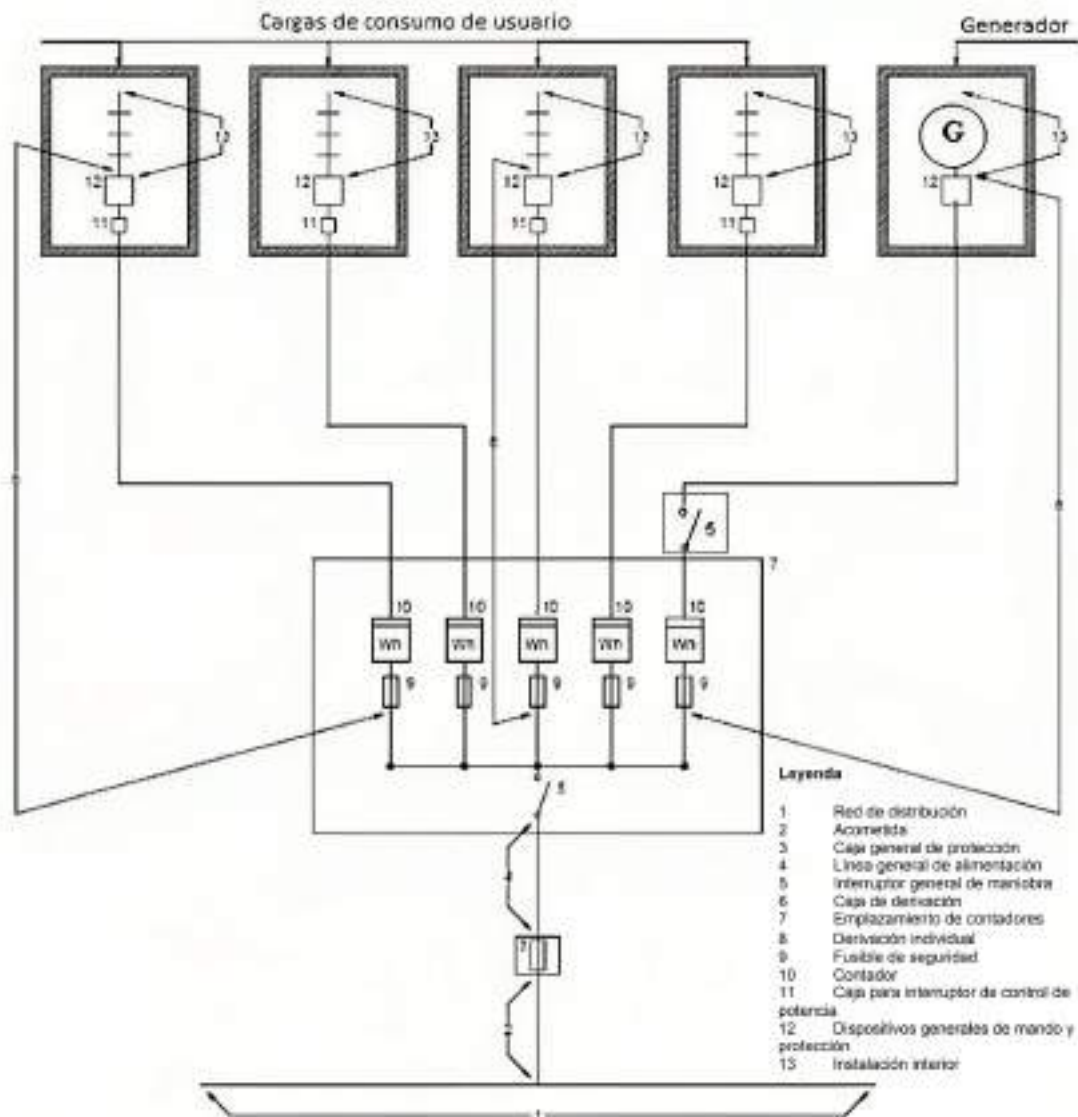 Cargas de consumo de usuario
Generador
13 13 13 13 13
G
12 12 12 12 12
11 11 11 11
8 8
5
7
10 10 10 10 10
Wh Wh Wh Wh Wh
9 9 9 9 9
5
Leyenda
1 Red de distribución
2 Acometida
3 Caja general de protección
4 Línea general de alimentación
5 Interruptor general de maniobra
6 Caja de derivación
7 Emplazamiento de contadores
8 Derivación individual
9 Fusible de seguridad
10 Contador
11 Caja para interruptor de control de
potencia
12 Dispositivos generales de mando y
protección
13 Instalación interior
4
1